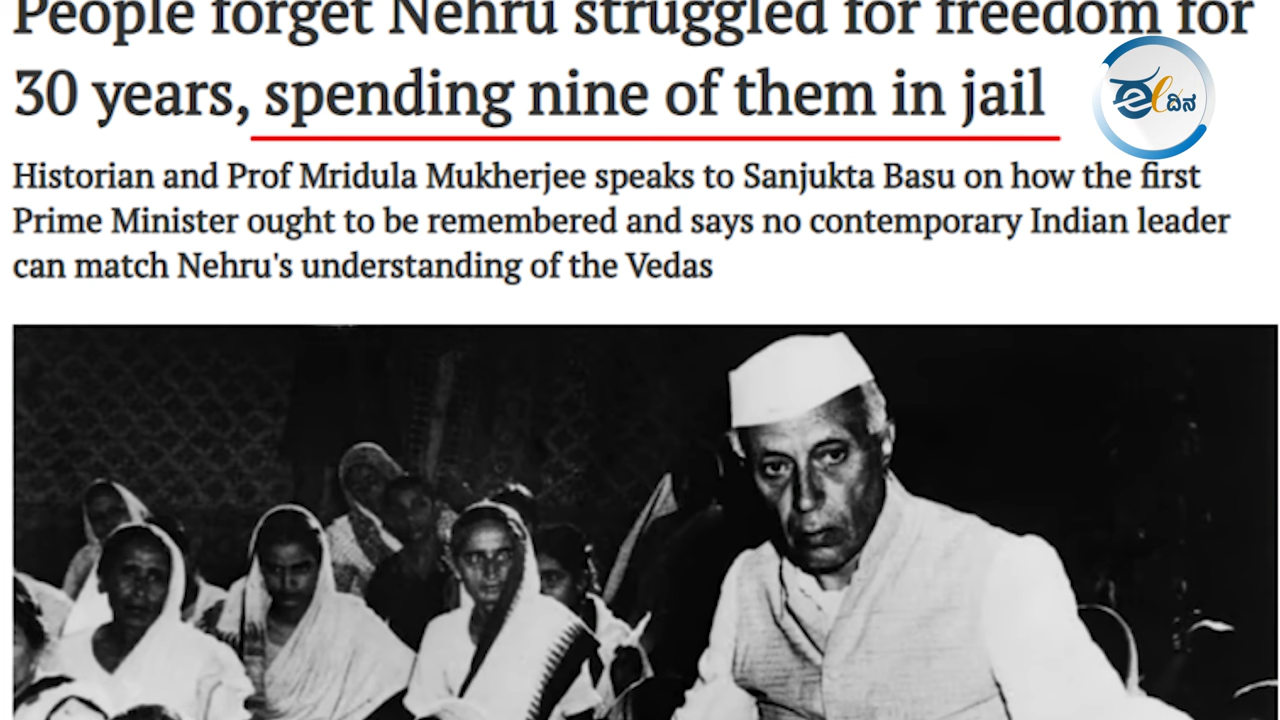 People forget Nehru struggled for freedom for
30 years, spending nine of them in jail
ಈ
ದಿನ
Historian and Prof Mridula Mukherjee speaks to Sanjukta Basu on how the first
Prime Minister ought to be remembered and says no contemporary Indian leader
can match Nehru's understanding of the Vedas